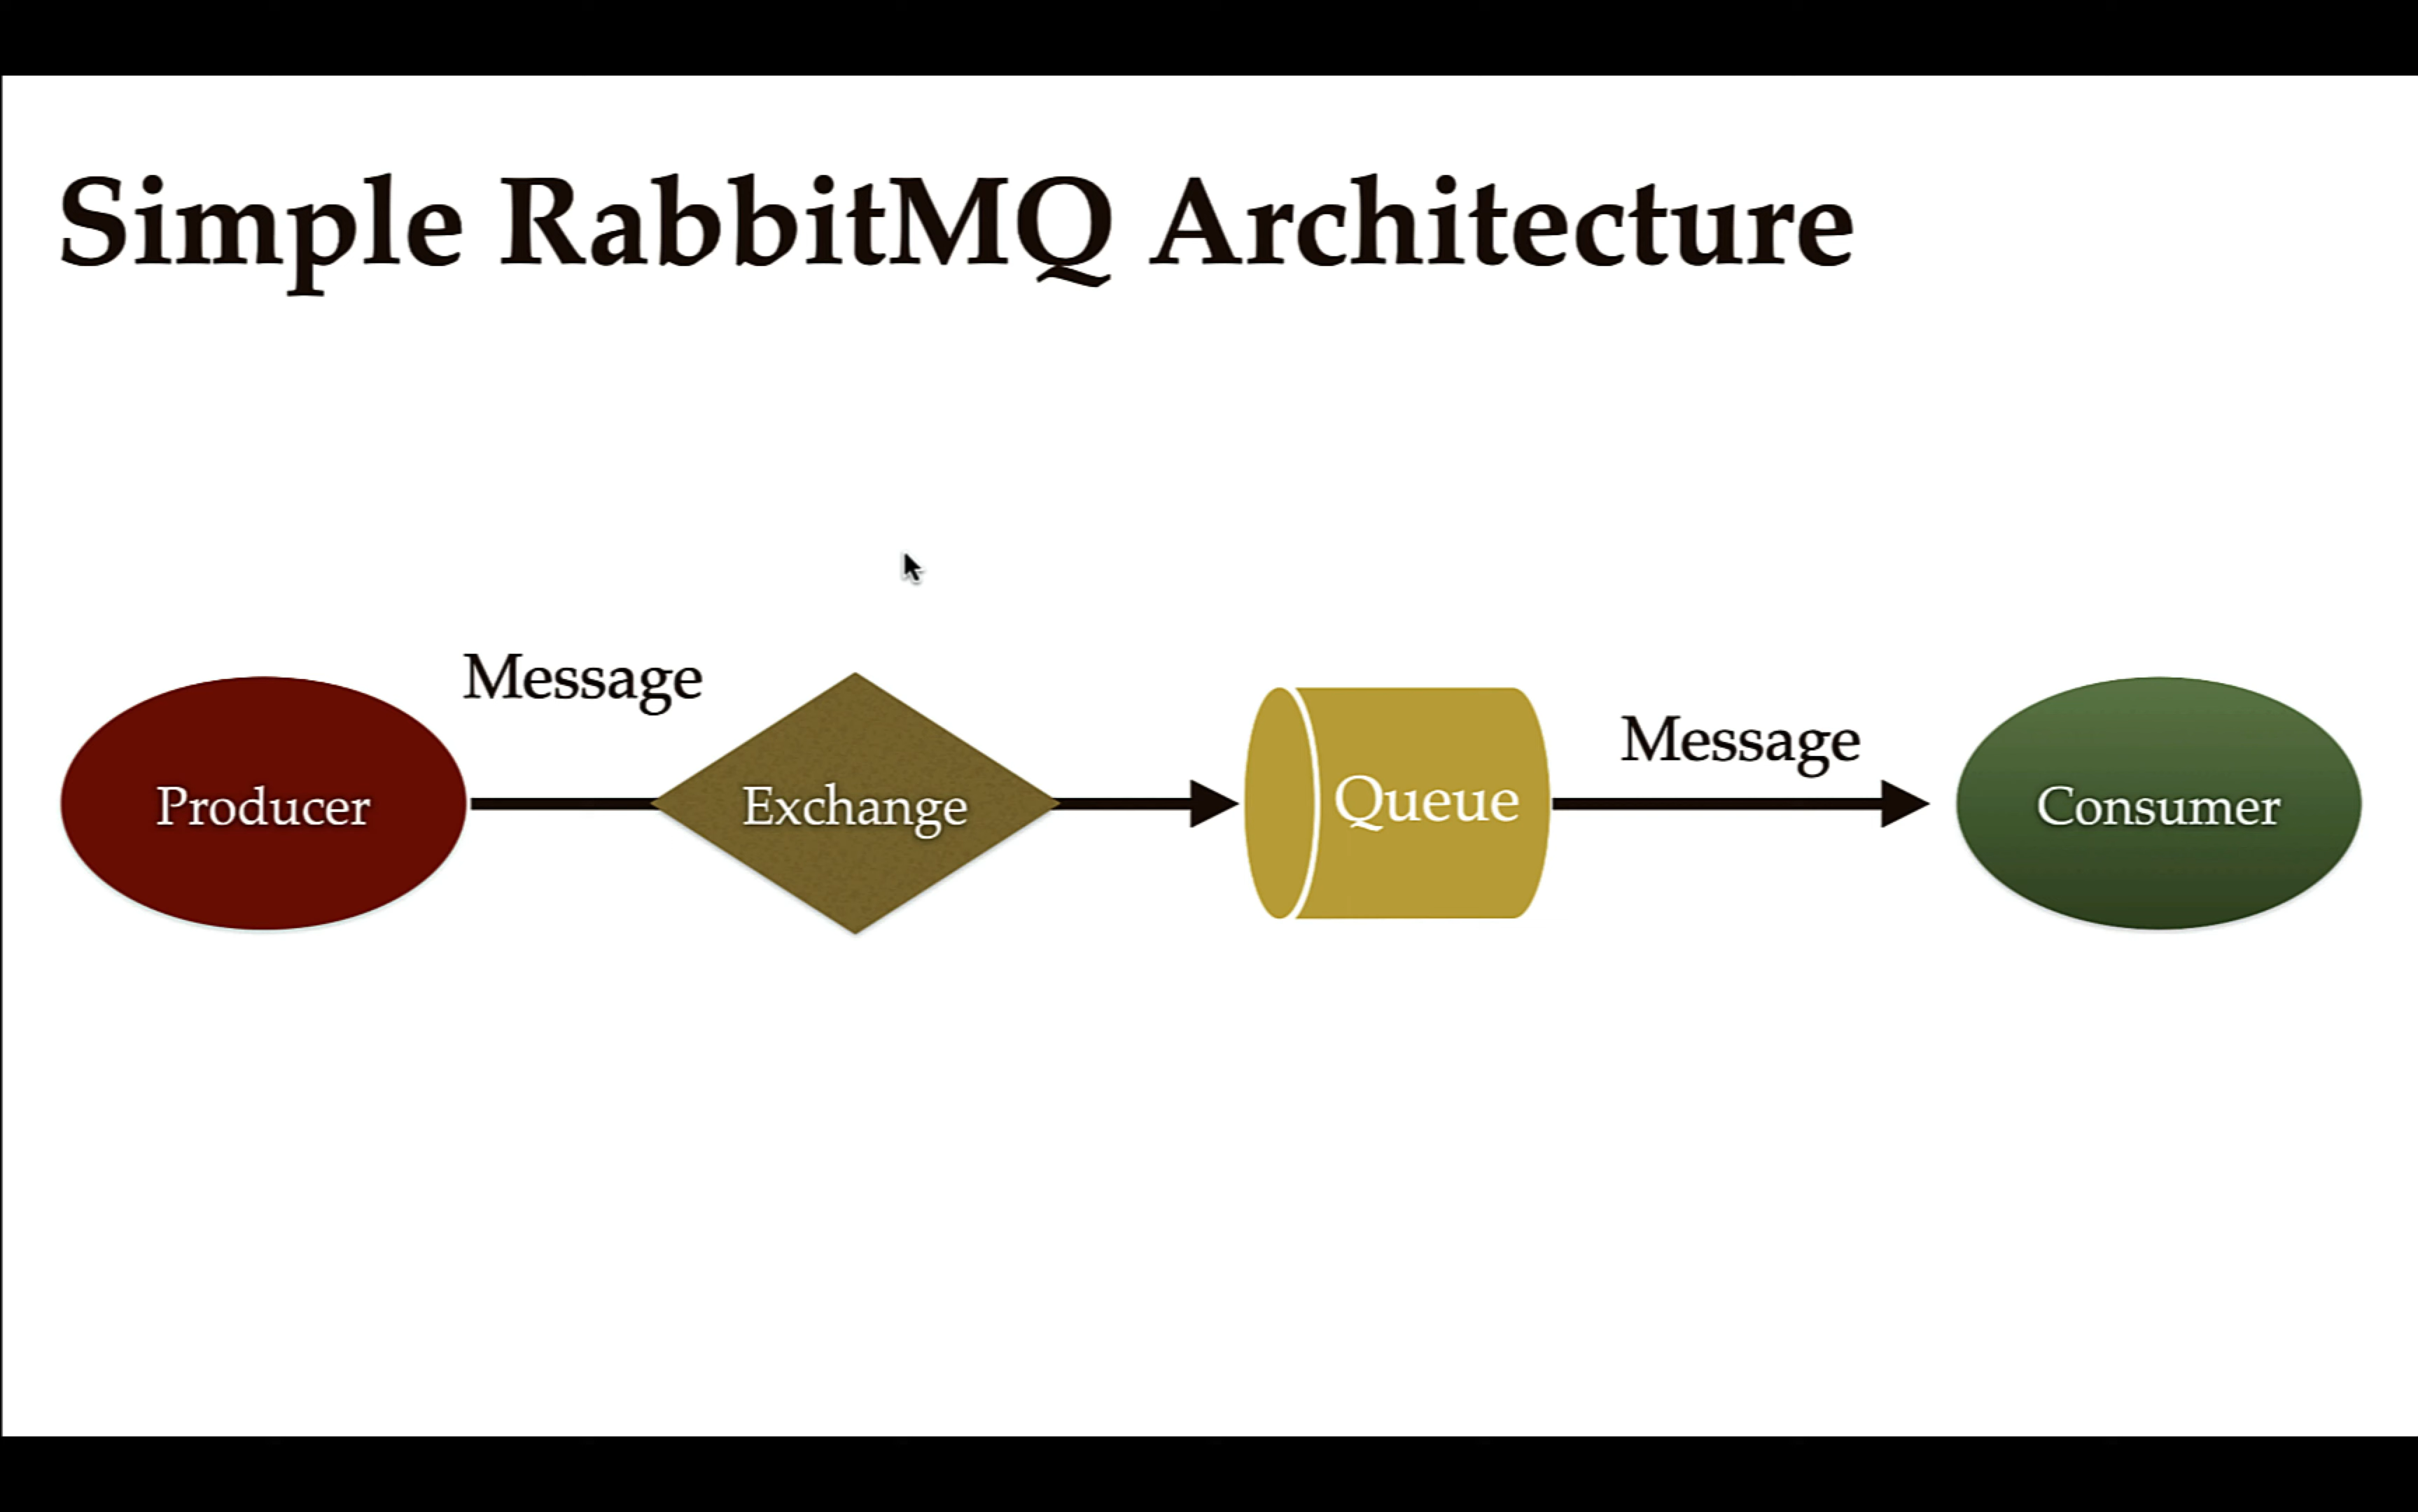 Simple RabbitMQ Architecture
Message
Message
Producer
Exchange
Queue
Consumer